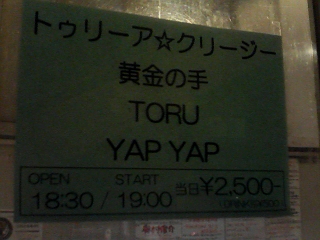 トゥリーア☆クリージー
黄金の手
TORU
YAP YAP
OPEN START
18:30 / 19:00 当日¥2,500-